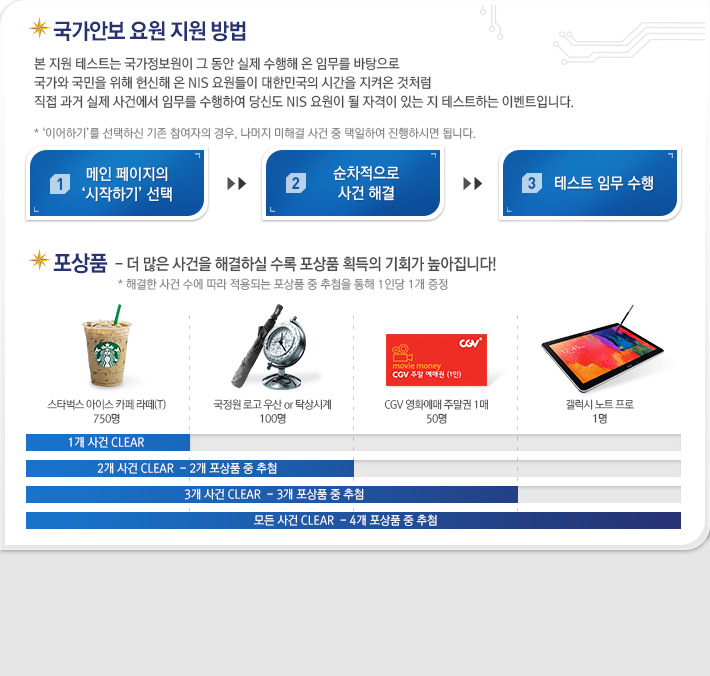 국가안보 요원 지원 방법
본 지원 테스트는 국가정보원이 그 동안 실제 수행해 온 임무를 바탕으로
국가와 국민을 위해 헌신해 온 NIS 요원들이 대한민국의 시간을 지켜온 것처럼
직접 과거 실제 사건에서 임무를 수행하여 당신도 NIS 요원이 될 자격이 있는 지 테스트하는 이벤트입니다.
* '이어하기'를 선택하신 기존 참여자의 경우, 나머지 미해결 사건 중 택일하여 진행하시면 됩니다.
1 메인 페이지의
'시작하기' 선택
2 순차적으로
사건 해결
3 테스트 임무 수행
포상품 – 더 많은 사건을 해결하실 수록 포상품 획득의 기회가 높아집니다!
* 해결한 사건 수에 따라 적용되는 포상품 중 추첨을 통해 1인당 1개 증정
CGV
movie money
CGV 주말 예매권 (1인)
12:45
스타벅스 아이스 카페 라떼(T)
750명
국정원 로고 우산 or 탁상시계
100명
CGV 영화예매 주말권 1매
50명
갤럭시 노트 프로
1명
1개 사건 CLEAR
2개 사건 CLEAR – 2개 포상품 중 추첨
3개 사건 CLEAR – 3개 포상품 중 추첨
모든 사건 CLEAR – 4개 포상품 중 추첨